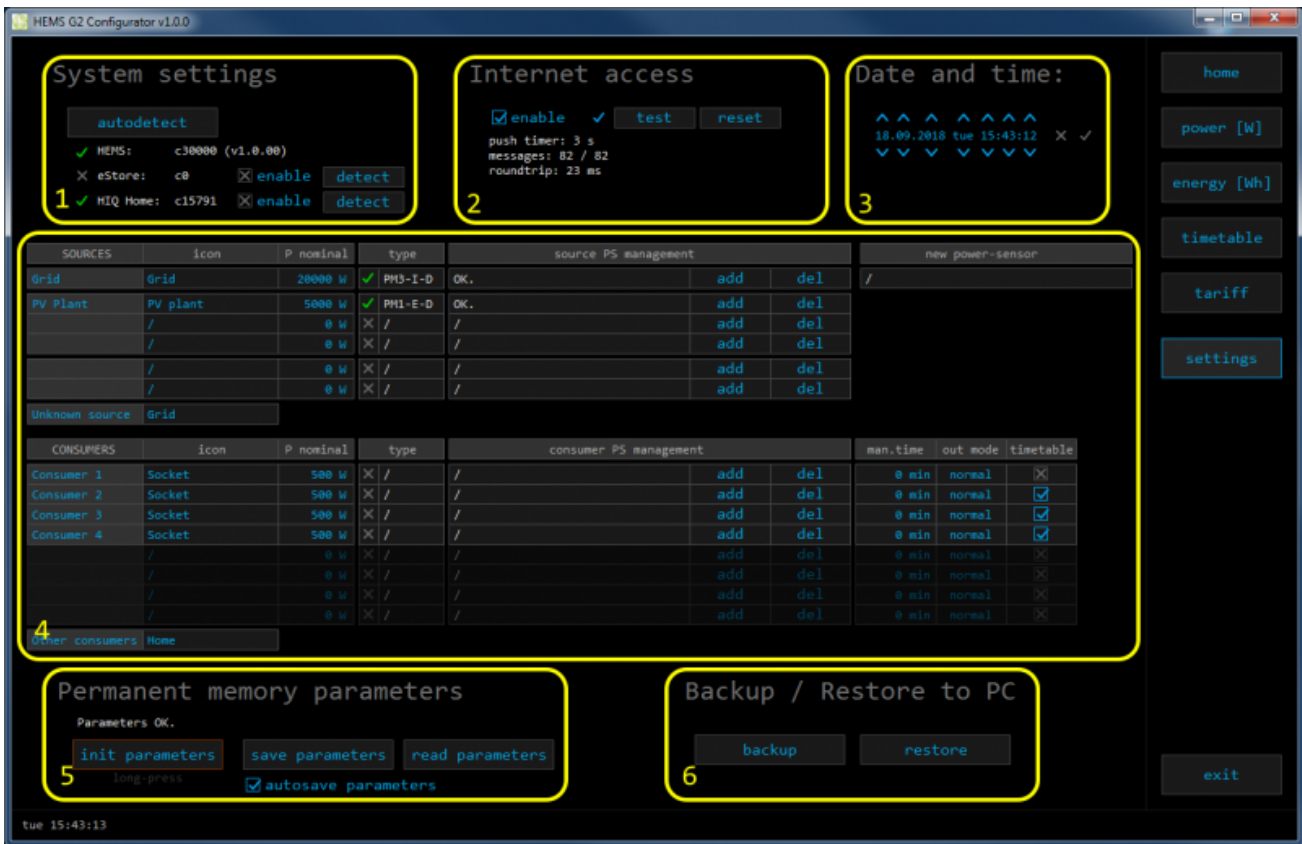 HEMS G2 Configurator v1.0.0
System settings
autodetect
HEMS: c30000 (v1.0.00)
eStore: c0 enable detect
HIQ Home: c15791 enable detect
1
Internet access
enable test reset
push timer: 3 s
messages: 82 / 82
roundtrip: 23 ms
2
Date and time:
18.09.2018 tue 15:43:12
3
home
power [W]
energy [Wh]
timetable
tariff
settings
exit
SOURCES icon P nominal type source PS management new power-sensor
Grid Grid 20000 W PM3-I-D OK. add del /
PV Plant PV plant 5000 W PM1-E-D OK. add del
/ 0 W / / add del
/ 0 W / / add del
/ 0 W / / add del
/ 0 W / / add del
Unknown source Grid
CONSUMERS icon P nominal type consumer PS management man.time out mode timetable
Consumer 1 Socket 500 W / / add del 0 min normal
Consumer 2 Socket 500 W / / add del 0 min normal
Consumer 3 Socket 500 W / / add del 0 min normal
Consumer 4 Socket 500 W / / add del 0 min normal
/ 0 W / / add del 0 min normal
/ 0 W / / add del 0 min normal
/ 0 W / / add del 0 min normal
/ 0 W / / add del 0 min normal
4
Other consumers Home
Permanent memory parameters
Parameters OK.
init parameters save parameters read parameters
long-press
autosave parameters
5
Backup / Restore to PC
backup restore
6
tue 15:43:13